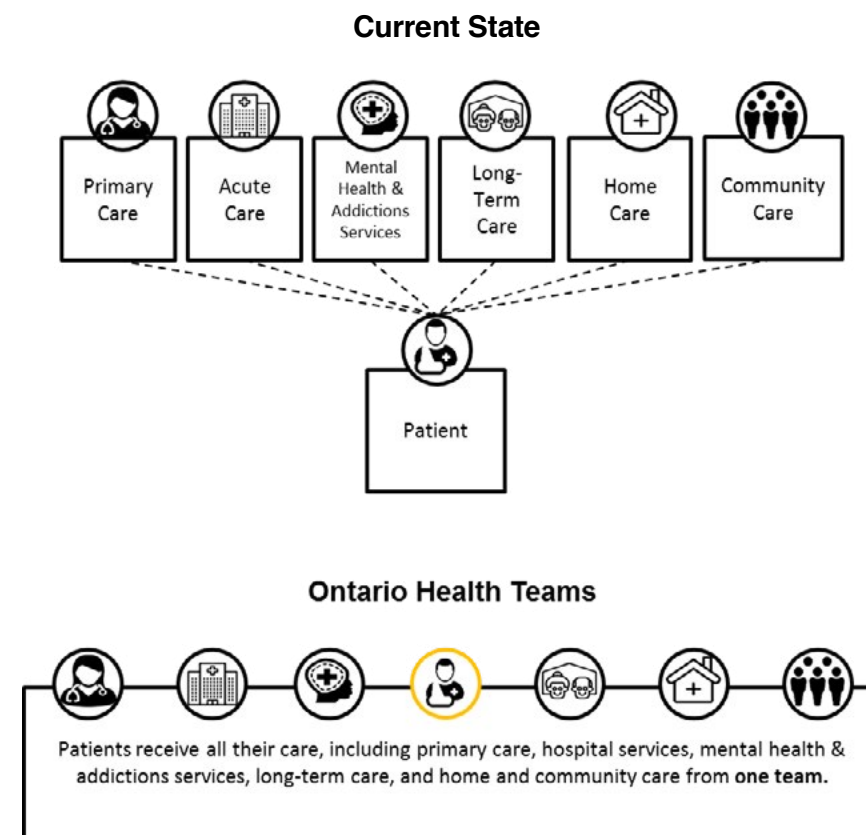 Current State
Primary
Care
Acute
Care
Mental
Health &
Addictions
Services
Long-
Term
Care
Home
Care
Community
Care
Patient
Ontario Health Teams
Patients receive all their care, including primary care, hospital services, mental health &
addictions services, long-term care, and home and community care from one team.